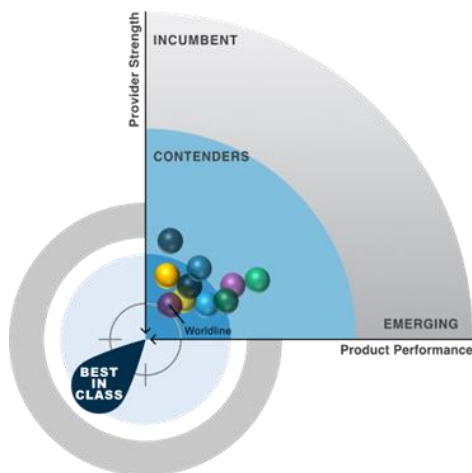 Provider Strength
INCUMBENT
CONTENDERS
Worldline
EMERGING
Product Performance
BEST
IN
CLASS